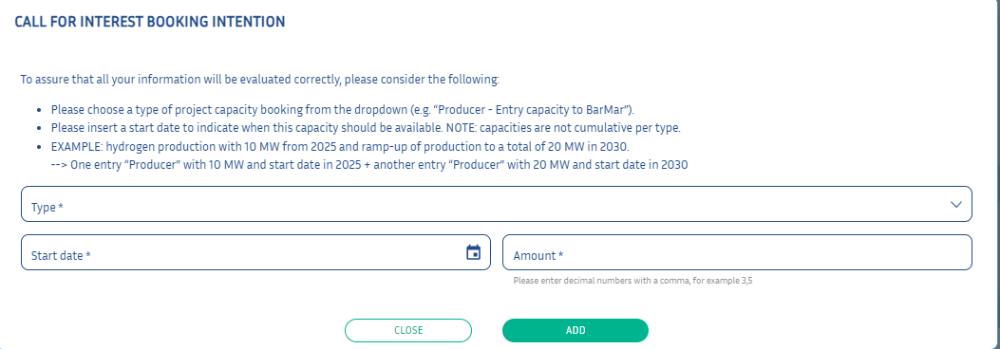 CALL FOR INTEREST BOOKING INTENTION
To assure that all your information will be evaluated correctly, please consider the following:
• Please choose a type of project capacity booking from the dropdown (e.g. “Producer - Entry capacity to BarMar”).
• Please insert a start date to indicate when this capacity should be available. NOTE: capacities are not cumulative per type.
• EXAMPLE: hydrogen production with 10 MW from 2025 and ramp-up of production to a total of 20 MW in 2030.
--> One entry “Producer” with 10 MW and start date in 2025 + another entry “Producer” with 20 MW and start date in 2030
Type *
Start date *
Amount *
Please enter decimal numbers with a comma, for example 3,5
CLOSE
ADD